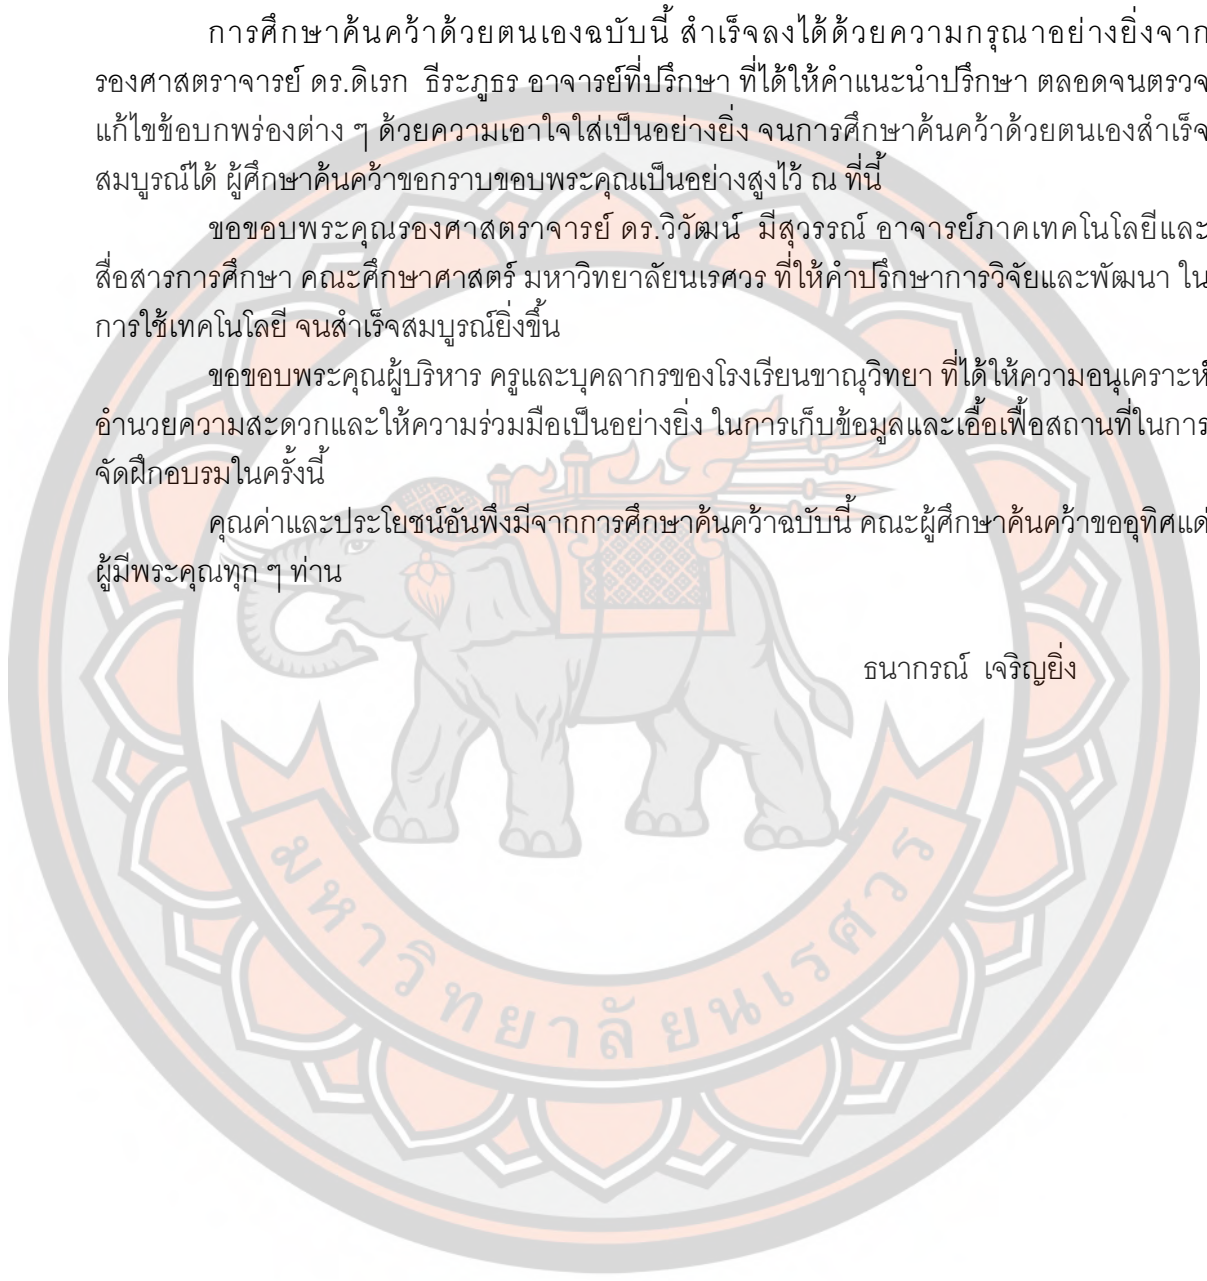 การศึกษาค้นคว้าด้วยตนเองฉบับนี้ สำเร็จลงได้ด้วยความกรุณาอย่างยิ่งจาก
รองศาสตราจารย์ ดร.ดิเรก ธีระภูธร อาจารย์ที่ปรึกษา ที่ได้ให้คำแนะนำปรึกษา ตลอดจนตรวจ
แก้ไขข้อบกพร่องต่าง ๆ ด้วยความเอาใจใส่เป็นอย่างยิ่ง จนการศึกษาค้นคว้าด้วยตนเองสำเร็จ
สมบูรณ์ได้ ผู้ศึกษาค้นคว้าขอกราบขอบพระคุณเป็นอย่างสูงไว้ ณ ที่นี้
ขอขอบพระคุณรองศาสตราจารย์ ดร.วิวัฒน์ มีสุวรรณ์ อาจารย์ภาคเทคโนโลยีและ
สื่อสารการศึกษา คณะศึกษาศาสตร์ มหาวิทยาลัยนเรศวร ที่ให้คำปรึกษาการวิจัยและพัฒนา ใน
การใช้เทคโนโลยี จนสำเร็จสมบูรณ์ยิ่งขึ้น
ขอขอบพระคุณผู้บริหาร ครูและบุคลากรของโรงเรียนขาณุวิทยา ที่ได้ให้ความอนุเคราะห์
อำนวยความสะดวกและให้ความร่วมมือเป็นอย่างยิ่ง ในการเก็บข้อมูลและเอื้อเฟื้อสถานที่ในการ
จัดฝึกอบรมในครั้งนี้
คุณค่าและประโยชน์อันพึงมีจากการศึกษาค้นคว้าฉบับนี้ คณะผู้ศึกษาค้นคว้าขออุทิศแด่
ผู้มีพระคุณทุก ๆ ท่าน
ธนากรณ์ เจริญยิ่ง
มหาวิทยาลัยนเรศวร